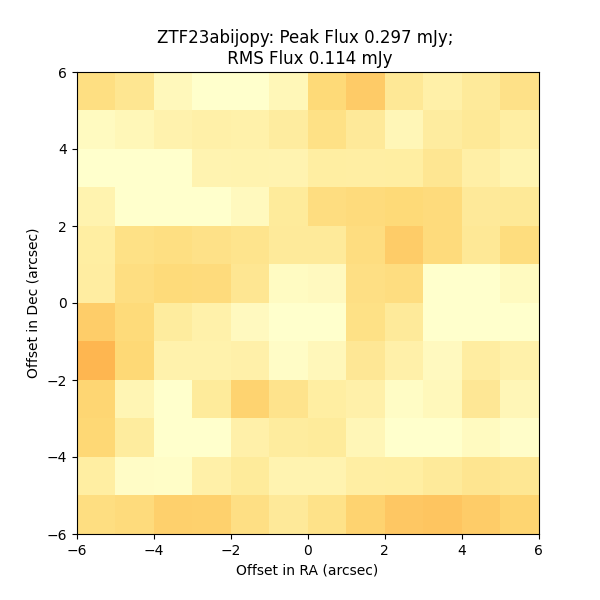 ZTF23abijopy: Peak Flux 0.297 mJy;
RMS Flux 0.114 mJy
6
4
2
0
−2
−4
−6
Offset in Dec (arcsec)
−6 −4 −2 0 2 4 6
Offset in RA (arcsec)